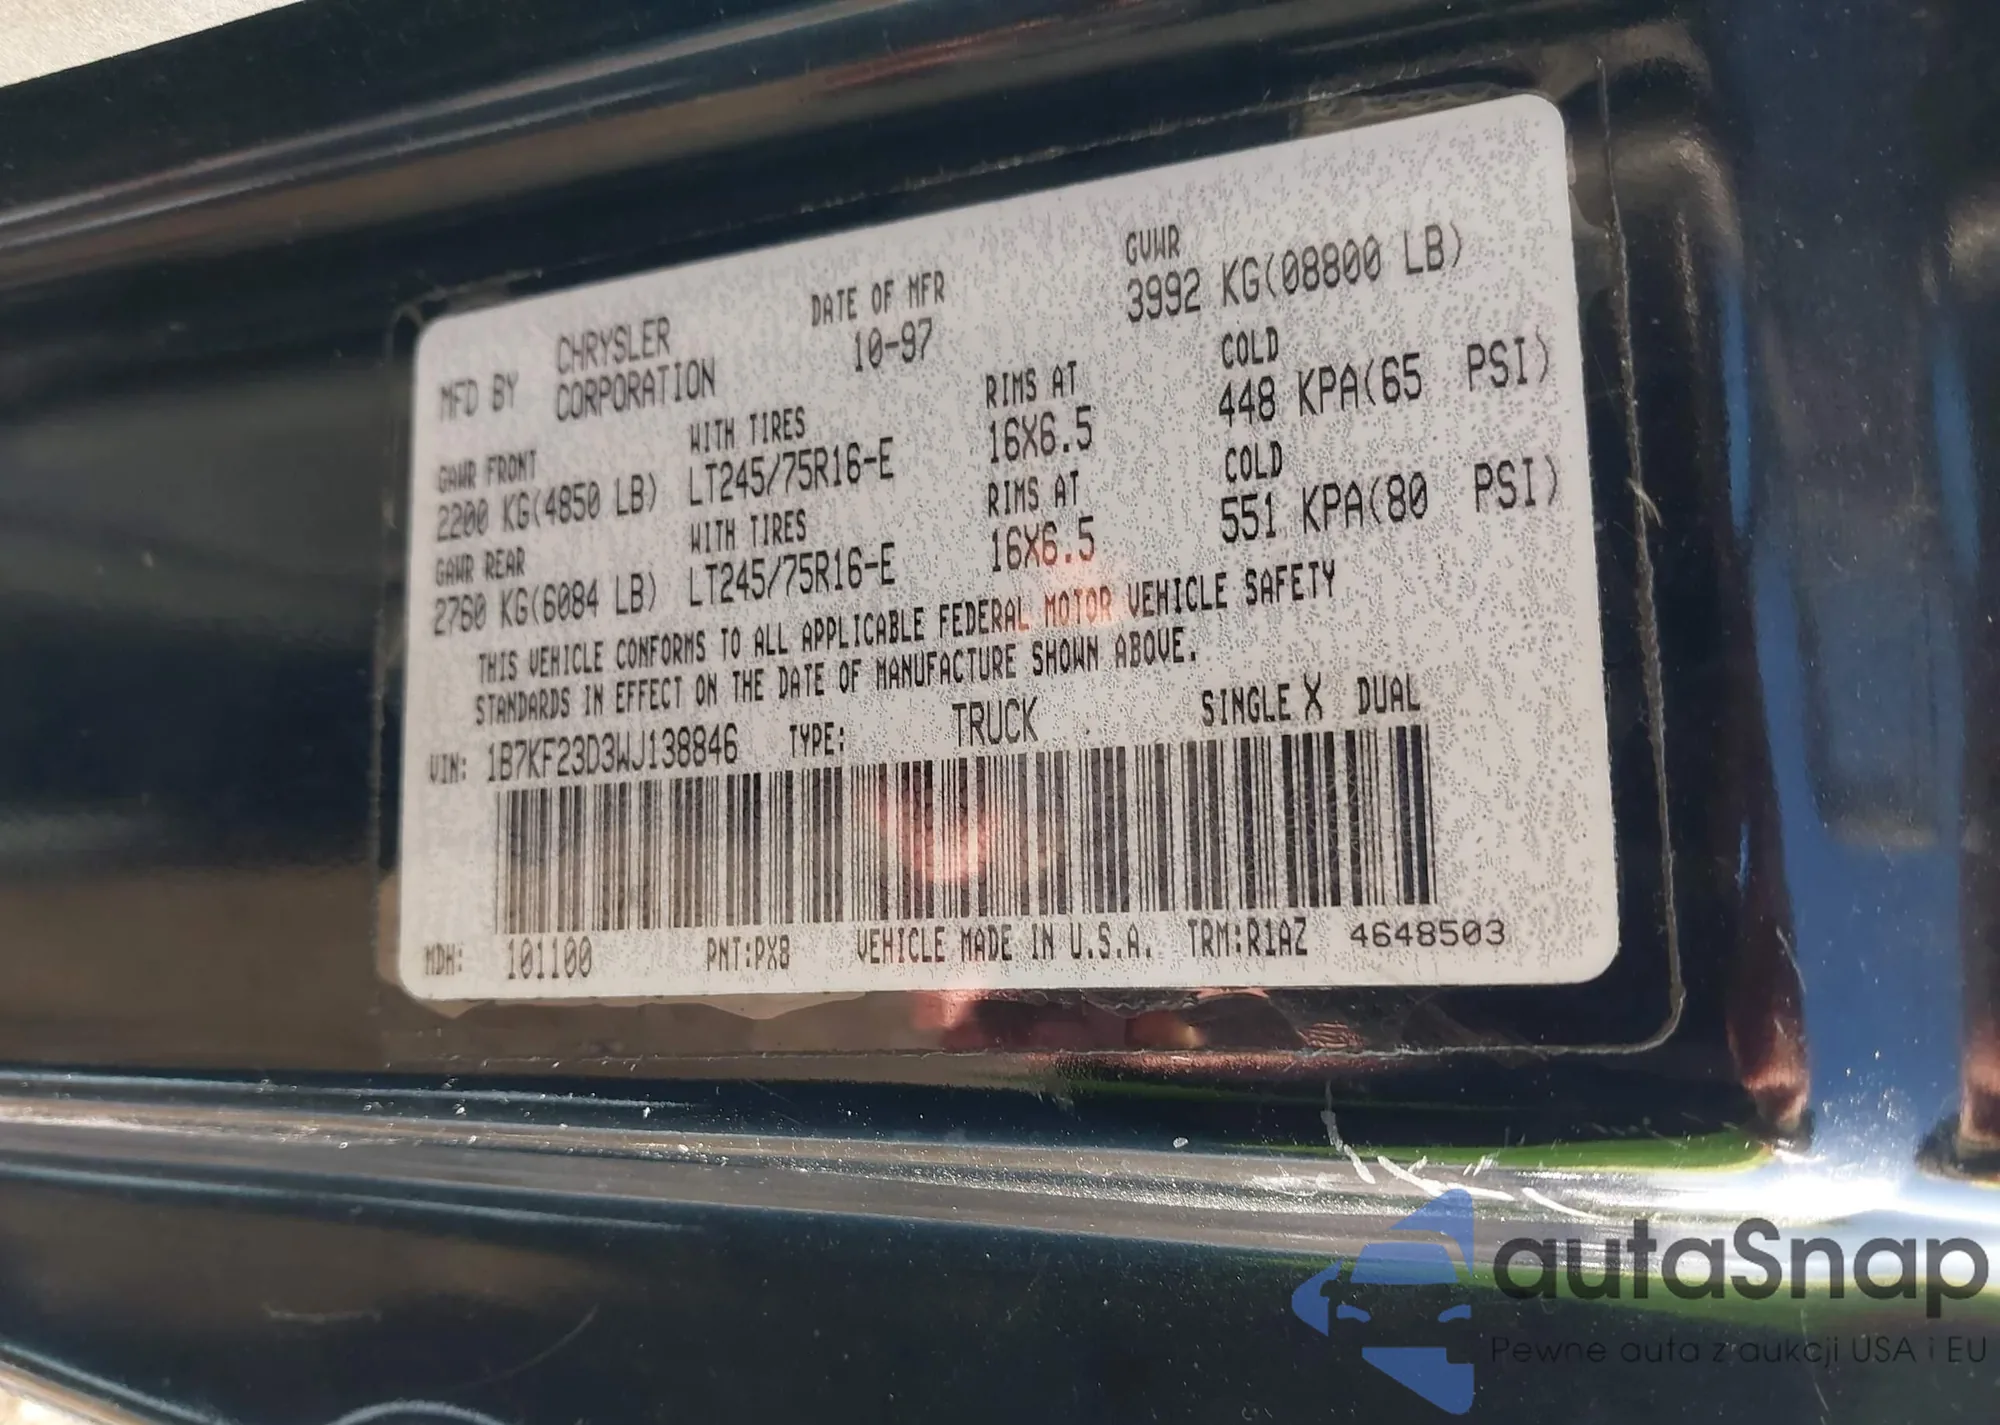 MFD BY CHRYSLER CORPORATION DATE OF MFR 10-97 GVWR 3992 KG(08800 LB)
GAWR FRONT WITH TIRES RIMS AT COLD
2200 KG(4850 LB) LT245/75R16-E 16X6.5 448 KPA(65 PSI)
GAWR REAR WITH TIRES RIMS AT COLD
2760 KG(6084 LB) LT245/75R16-E 16X6.5 551 KPA(80 PSI)
THIS VEHICLE CONFORMS TO ALL APPLICABLE FEDERAL MOTOR VEHICLE SAFETY
STANDARDS IN EFFECT ON THE DATE OF MANUFACTURE SHOWN ABOVE.
VIN: 1B7KF23D3WJ138846 TYPE: TRUCK SINGLE X DUAL
MDH: 101100 PNT:PX8 VEHICLE MADE IN U.S.A. TRM:R1AZ 4648503
autaSnap
Pewne auta z aukcji USA i EU